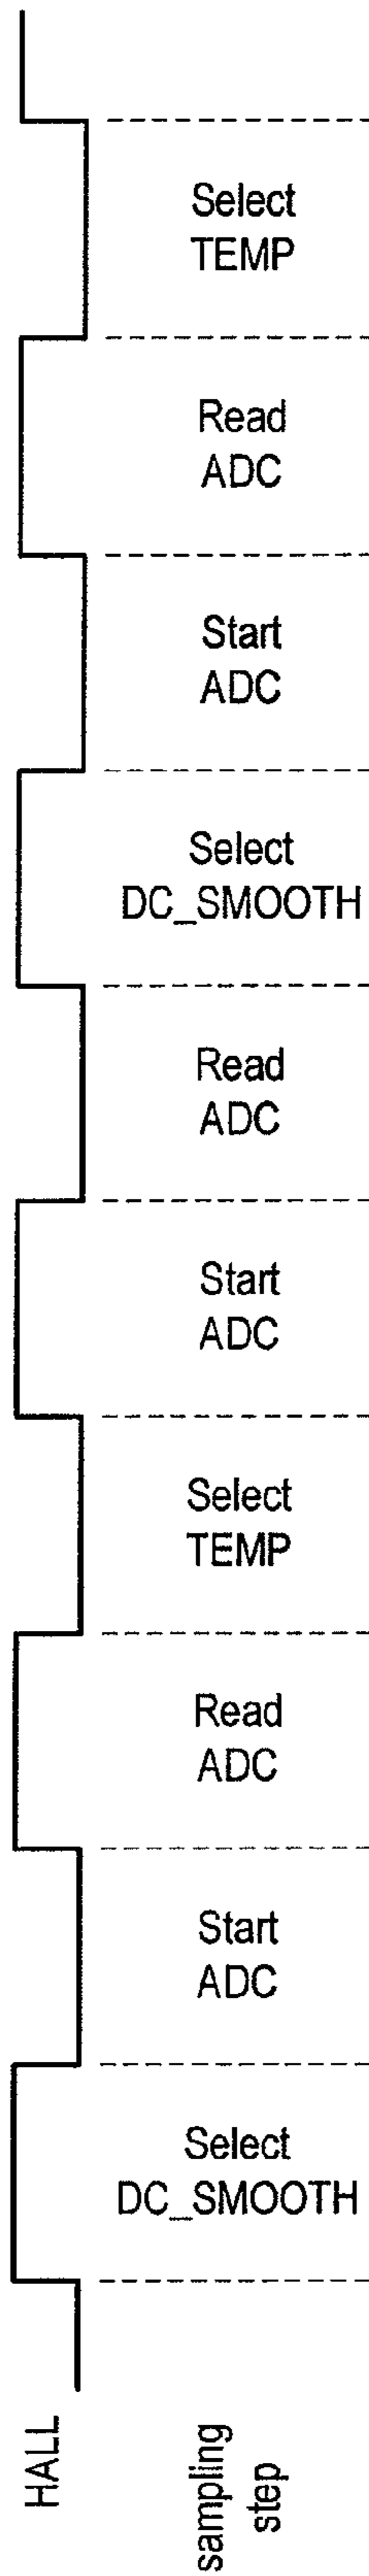 Select
TEMP
Read
ADC
Start
ADC
Select
DC_SMOOTH
Read
ADC
Start
ADC
Select
TEMP
Read
ADC
Start
ADC
Select
DC_SMOOTH
HALL
sampling
step